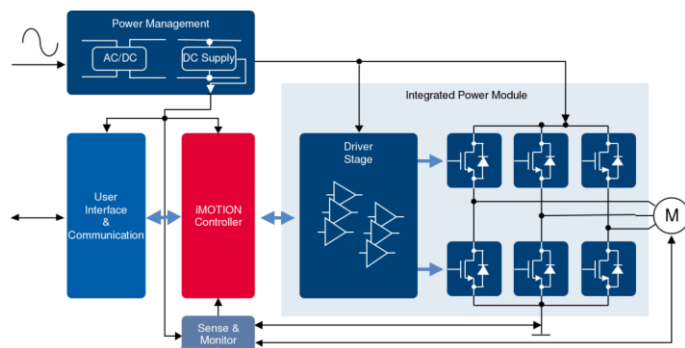 Power Management
AC/DC
DC Supply
Integrated Power Module
Driver
Stage
User
Interface
&
Communication
iMOTION
Controller
M
Sense &
Monitor